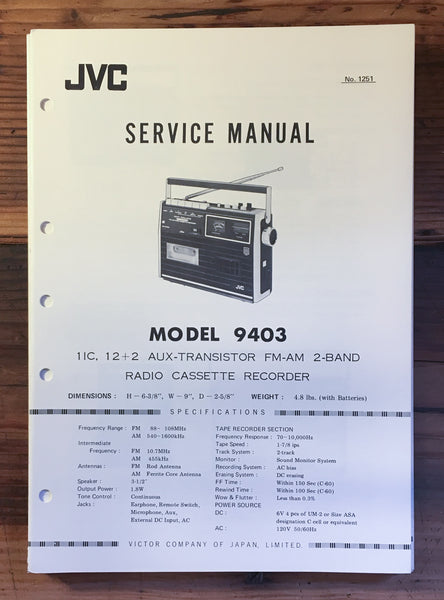 JVC
No. 1251
SERVICE MANUAL
JVC
MODEL 9403
1IC, 12+2 AUX-TRANSISTOR FM-AM 2-BAND
RADIO CASSETTE RECORDER
DIMENSIONS: H-6-3/8", W-9", D-2-5/8" WEIGHT: 4.8 lbs. (with Batteries)
SPECIFICATIONS
Frequency Range: FM 88- 108MHz
AM 540-1600kHz
Intermediate
Frequency: FM 10.7MHz
AM 455kHz
Antennas: FM Rod Antenna
AM Ferrite Core Antenna
Speaker: 3-1/2"
Output Power: 1.8W
Tone Control: Continuous
Jacks: Earphone, Remote Switch,
Microphone, Aux,
External DC Input, AC
TAPE RECORDER SECTION
Frequency Response: 70-10,000Hz
Tape Speed: 1-7/8 ips
Track System: 2-track
Monitor: Sound Monitor System
Recording System: AC bias
Erasing System: DC erasing
FF Time: Within 150 Sec (C-60)
Rewind Time: Within 100 Sec (C-60)
Wow & Flutter: Less than 0.3%
POWER SOURCE
DC: 6V 4 pcs of UM-2 or Size ASA
designation C cell or equivalent
AC: 120V 50/60Hz
VICTOR COMPANY OF JAPAN, LIMITED.